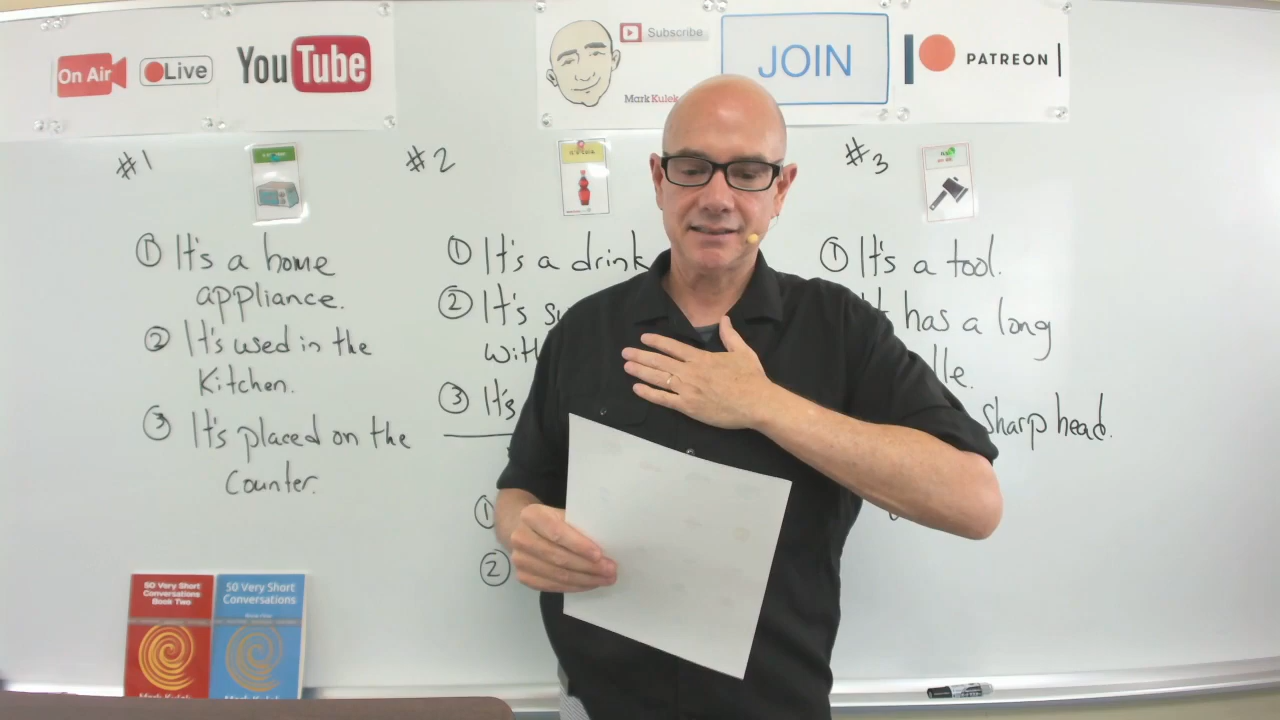 On Air
Live
YouTube
Subscribe
Mark Kulek
JOIN
PATREON
#1
① It's a home
appliance.
② It's used in the
Kitchen.
③ It's placed on the
Counter.
#2
① It's a drink
② It's
③ It's
①
②
#3
① It's a tool.
has a long
sharp head.
50 Very Short
Conversations
Book Two
50 Very Short
Conversations